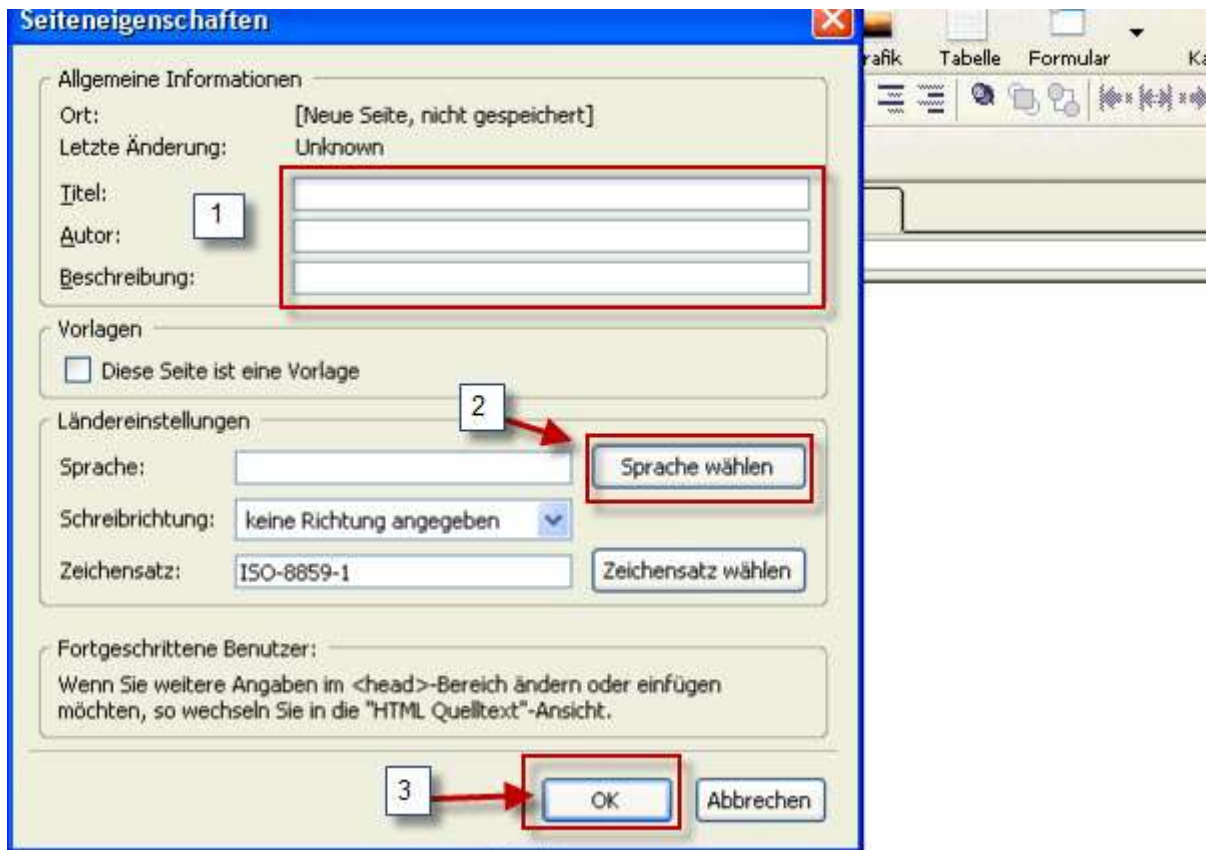 Seiteneigenschaften
Grafik Tabelle Formular
Allgemeine Informationen
Ort: [Neue Seite, nicht gespeichert]
Letzte Änderung: Unknown
Titel:
1
Autor:
Beschreibung:
Vorlagen
Diese Seite ist eine Vorlage
2
Ländereinstellungen
Sprache: Sprache wählen
Schreibrichtung: keine Richtung angegeben
Zeichensatz: ISO-8859-1 Zeichensatz wählen
Fortgeschrittene Benutzer:
Wenn Sie weitere Angaben im <head>-Bereich ändern oder einfügen
möchten, so wechseln Sie in die "HTML Quelltext"-Ansicht.
3 OK Abbrechen